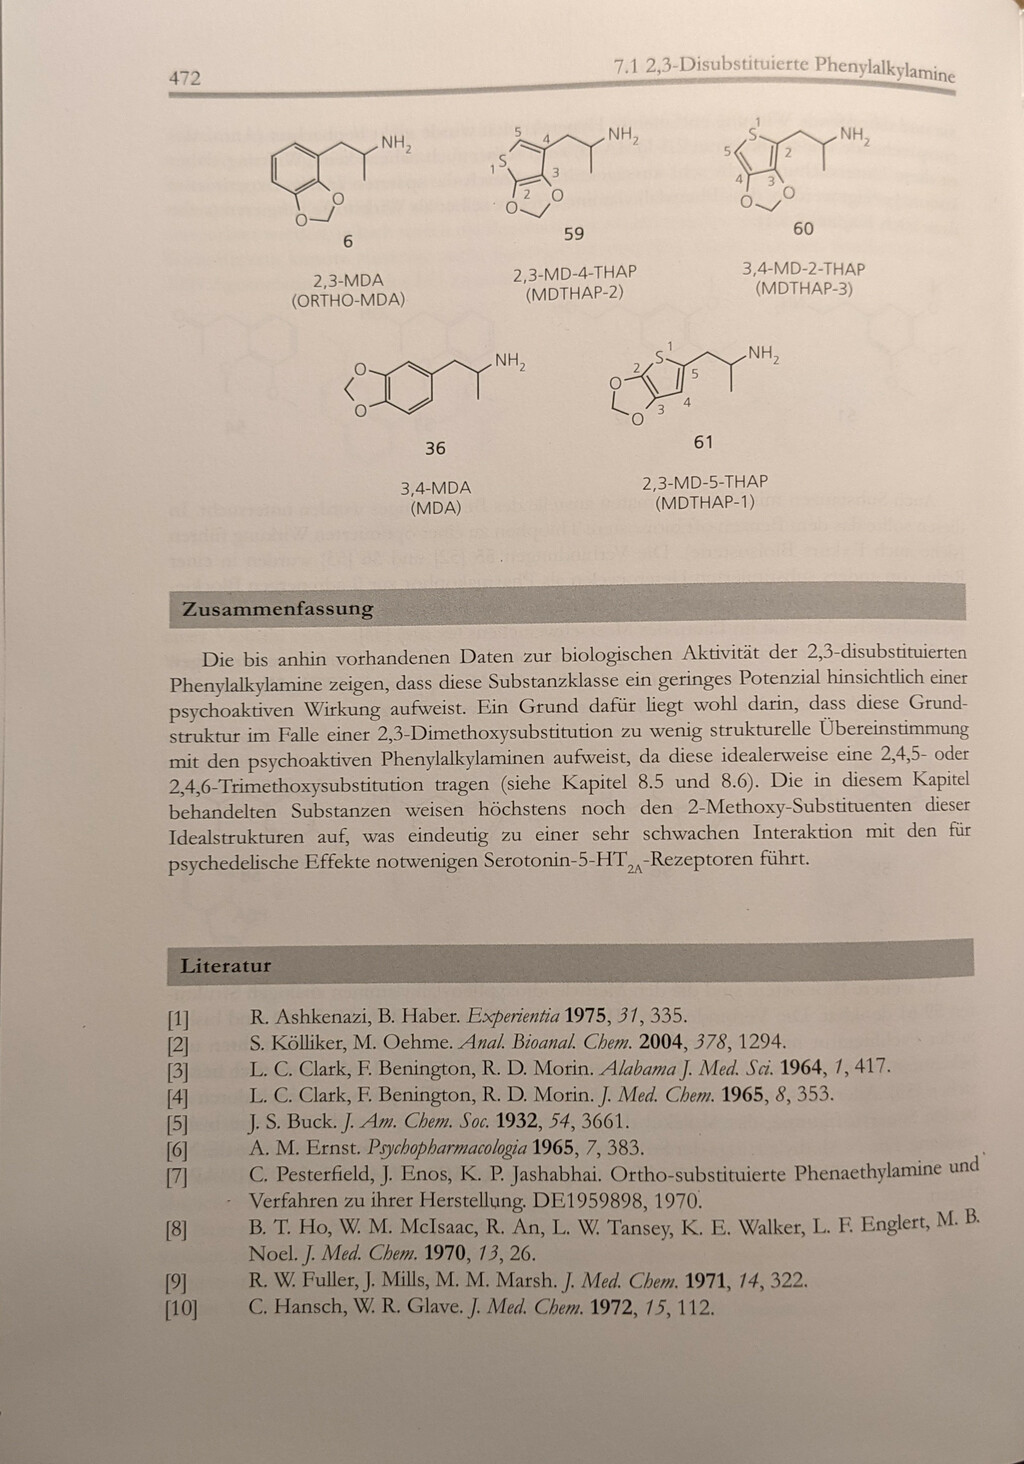 472
7.1 2,3-Disubstituierte Phenylalkylamine
NH2
O
O
6
2,3-MDA
(ORTHO-MDA)
5
4
NH2
S
1
3
2
O
O
59
2,3-MD-4-THAP
(MDTHAP-2)
1
S
NH2
5
2
4
3
O
O
60
3,4-MD-2-THAP
(MDTHAP-3)
O
O
NH2
36
3,4-MDA
(MDA)
1
S
NH2
2
5
O
4
3
O
61
2,3-MD-5-THAP
(MDTHAP-1)
Zusammenfassung
Die bis anhin vorhandenen Daten zur biologischen Aktivität der 2,3-disubstituierten
Phenylalkylamine zeigen, dass diese Substanzklasse ein geringes Potenzial hinsichtlich einer
psychoaktiven Wirkung aufweist. Ein Grund dafür liegt wohl darin, dass diese Grund-
struktur im Falle einer 2,3-Dimethoxysubstitution zu wenig strukturelle Übereinstimmung
mit den psychoaktiven Phenylalkylaminen aufweist, da diese idealerweise eine 2,4,5- oder
2,4,6-Trimethoxysubstitution tragen (siehe Kapitel 8.5 und 8.6). Die in diesem Kapitel
behandelten Substanzen weisen höchstens noch den 2-Methoxy-Substituenten dieser
Idealstrukturen auf, was eindeutig zu einer sehr schwachen Interaktion mit den für
psychedelische Effekte notwenigen Serotonin-5-HT2A-Rezeptoren führt.
Literatur
[1] R. Ashkenazi, B. Haber. Experientia 1975, 31, 335.
[2] S. Kölliker, M. Oehme. Anal. Bioanal. Chem. 2004, 378, 1294.
[3] L. C. Clark, F. Benington, R. D. Morin. Alabama J. Med. Sci. 1964, 1, 417.
[4] L. C. Clark, F. Benington, R. D. Morin. J. Med. Chem. 1965, 8, 353.
[5] J. S. Buck. J. Am. Chem. Soc. 1932, 54, 3661.
[6] A. M. Ernst. Psychopharmacologia 1965, 7, 383.
[7] C. Pesterfield, J. Enos, K. P. Jashabhai. Ortho-substituierte Phenaethylamine und
Verfahren zu ihrer Herstellung. DE1959898, 1970.
[8] B. T. Ho, W. M. McIsaac, R. An, L. W. Tansey, K. E. Walker, L. F. Englert, M. B.
Noel. J. Med. Chem. 1970, 13, 26.
[9] R. W. Fuller, J. Mills, M. M. Marsh. J. Med. Chem. 1971, 14, 322.
[10] C. Hansch, W. R. Glave. J. Med. Chem. 1972, 15, 112.